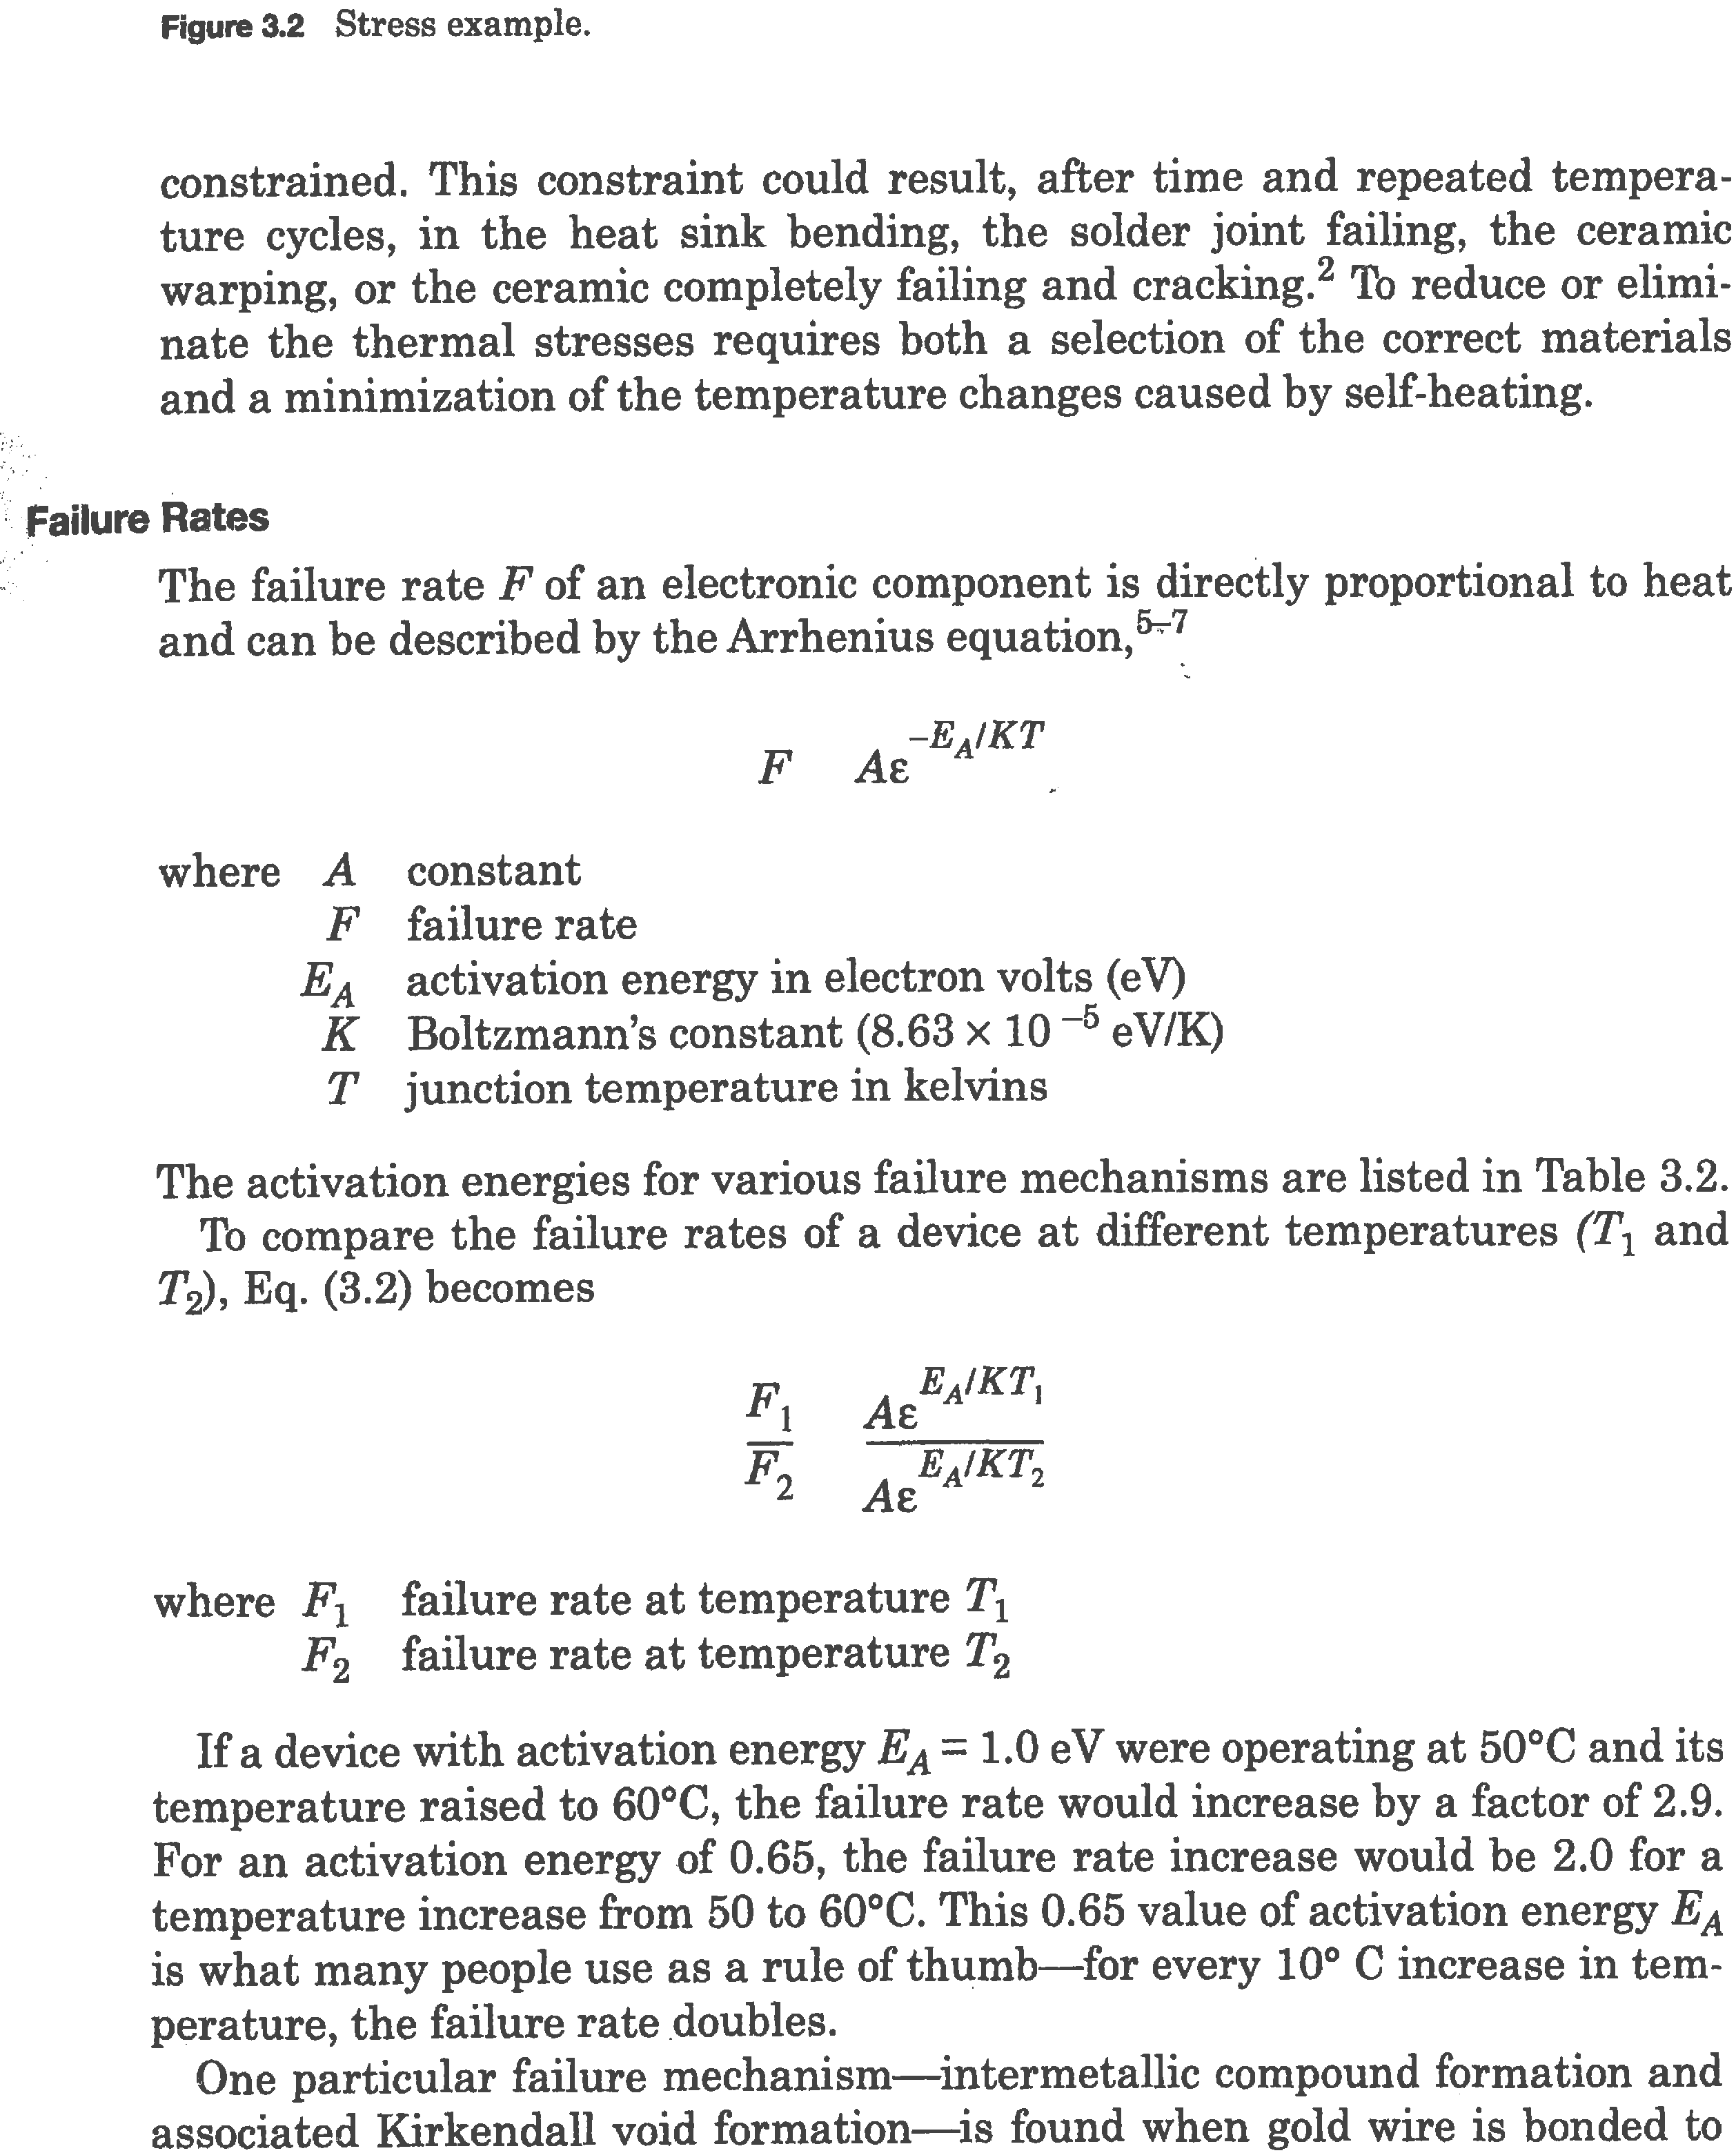 Figure 3.2 Stress example.
constrained. This constraint could result, after time and repeated tempera-
ture cycles, in the heat sink bending, the solder joint failing, the ceramic
warping, or the ceramic completely failing and cracking.² To reduce or elimi-
nate the thermal stresses requires both a selection of the correct materials
and a minimization of the temperature changes caused by self-heating.
Failure Rates
The failure rate F of an electronic component is directly proportional to heat
and can be described by the Arrhenius equation,⁵⁻⁷
F Aε^{-E_A/KT}
where A constant
F failure rate
E_A activation energy in electron volts (eV)
K Boltzmann's constant (8.63 × 10⁻⁵ eV/K)
T junction temperature in kelvins
The activation energies for various failure mechanisms are listed in Table 3.2.
To compare the failure rates of a device at different temperatures (T₁ and
T₂), Eq. (3.2) becomes
F₁ Aε^{E_A/KT₁}
F₂ Aε^{E_A/KT₂}
where F₁ failure rate at temperature T₁
F₂ failure rate at temperature T₂
If a device with activation energy E_A = 1.0 eV were operating at 50°C and its
temperature raised to 60°C, the failure rate would increase by a factor of 2.9.
For an activation energy of 0.65, the failure rate increase would be 2.0 for a
temperature increase from 50 to 60°C. This 0.65 value of activation energy E_A
is what many people use as a rule of thumb—for every 10° C increase in tem-
perature, the failure rate doubles.
One particular failure mechanism—intermetallic compound formation and
associated Kirkendall void formation—is found when gold wire is bonded to